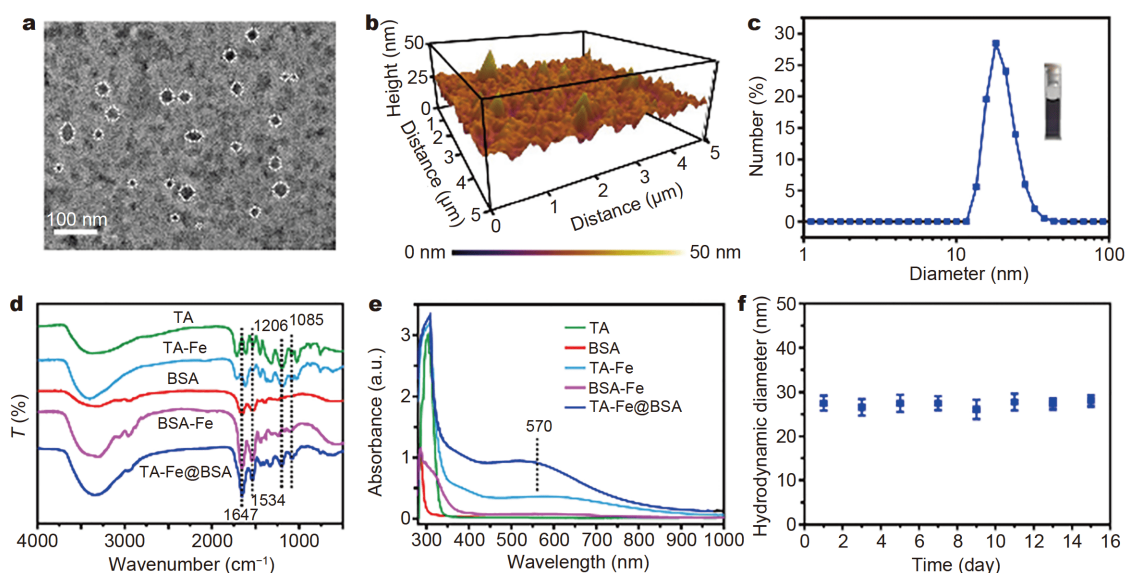 a
100 nm
b
Height (nm)
50
25
0
1
2
3
4
5
Distance (μm)
0
1
2
3
4
5
Distance (μm)
0 nm
50 nm
c
Number (%)
30
25
20
15
10
5
0
1
10
100
Diameter (nm)
d
T (%)
TA
TA-Fe
BSA
BSA-Fe
TA-Fe@BSA
1206
1085
1534
1647
4000
3000
2000
1000
Wavenumber (cm⁻¹)
e
Absorbance (a.u.)
3
2
1
0
TA
BSA
TA-Fe
BSA-Fe
TA-Fe@BSA
570
300 400 500 600 700 800 900 1000
Wavelength (nm)
f
Hydrodynamic diameter (nm)
50
40
30
20
10
0
0 2 4 6 8 10 12 14 16
Time (day)